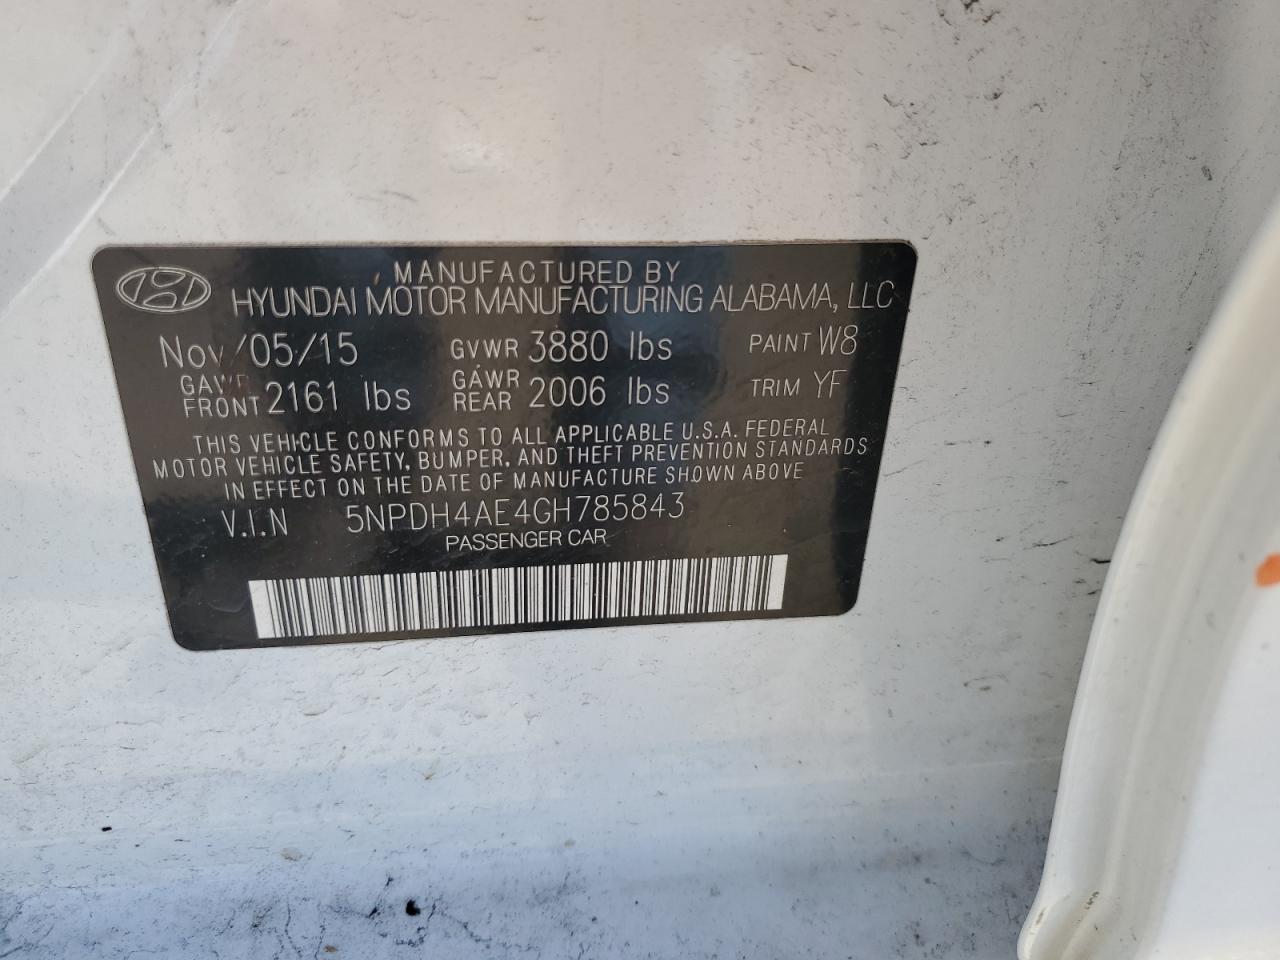 MANUFACTURED BY
HYUNDAI MOTOR MANUFACTURING ALABAMA, LLC
Nov/05/15 GVWR 3880 lbs PAINT W8
GAWR FRONT 2161 lbs GAWR REAR 2006 lbs TRIM YF
THIS VEHICLE CONFORMS TO ALL APPLICABLE U.S.A. FEDERAL
MOTOR VEHICLE SAFETY, BUMPER, AND THEFT PREVENTION STANDARDS
IN EFFECT ON THE DATE OF MANUFACTURE SHOWN ABOVE
V.I.N 5NPDH4AE4GH785843
PASSENGER CAR